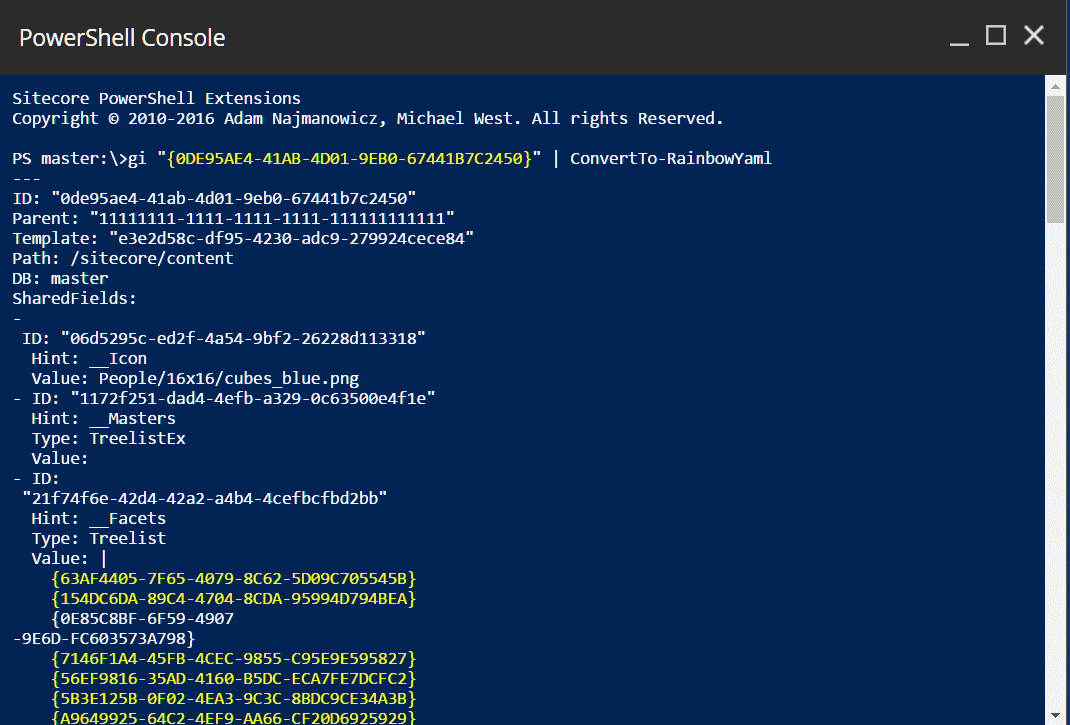 PowerShell Console
Sitecore PowerShell Extensions
Copyright © 2010-2016 Adam Najmanowicz, Michael West. All rights Reserved.
PS master:\>gi "{0DE95AE4-41AB-4D01-9EB0-67441B7C2450}" | ConvertTo-RainbowYaml
---
ID: "0de95ae4-41ab-4d01-9eb0-67441b7c2450"
Parent: "11111111-1111-1111-1111-111111111111"
Template: "e3e2d58c-df95-4230-adc9-279924cece84"
Path: /sitecore/content
DB: master
SharedFields:
-
ID: "06d5295c-ed2f-4a54-9bf2-26228d113318"
Hint: __Icon
Value: People/16x16/cubes_blue.png
- ID: "1172f251-dad4-4efb-a329-0c63500e4f1e"
Hint: __Masters
Type: TreelistEx
Value:
- ID:
"21f74f6e-42d4-42a2-a4b4-4cefbcfbd2bb"
Hint: __Facets
Type: Treelist
Value: |
{63AF4405-7F65-4079-8C62-5D09C705545B}
{154DC6DA-89C4-4704-8CDA-95994D794BEA}
{0E85C8BF-6F59-4907
-9E6D-FC603573A798}
{7146F1A4-45FB-4CEC-9855-C95E9E595827}
{56EF9816-35AD-4160-B5DC-ECA7FE7DCFC2}
{5B3E125B-0F02-4EA3-9C3C-8BDC9CE34A3B}
{A9649925-64C2-4EF9-AA66-CF20D6925929}